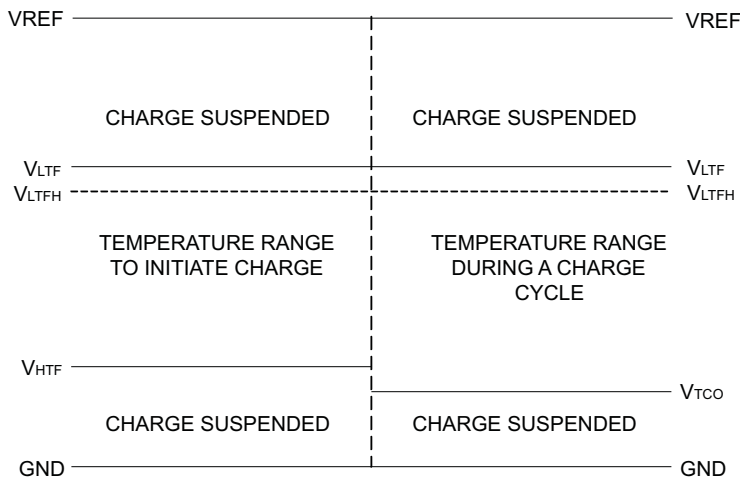 VREF VREF
CHARGE SUSPENDED CHARGE SUSPENDED
VLTF VLTF
VLTFH VLTFH
TEMPERATURE RANGE
TO INITIATE CHARGE
TEMPERATURE RANGE
DURING A CHARGE
CYCLE
VHTF
VTCO
CHARGE SUSPENDED CHARGE SUSPENDED
GND GND